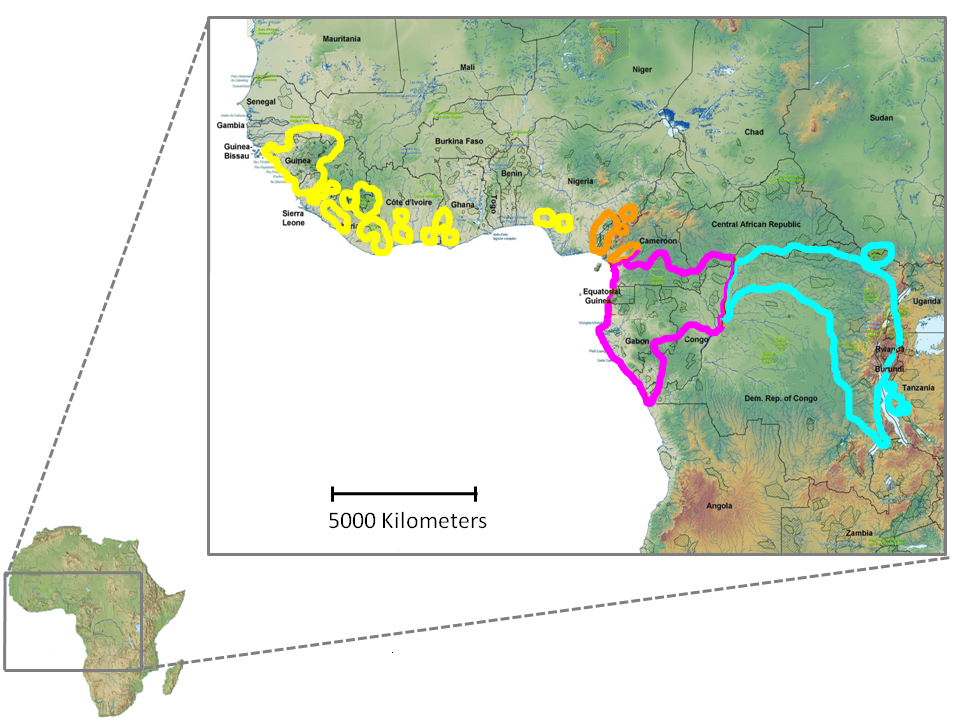 Mauritania
Mali
Niger
Chad
Sudan
Senegal
Gambia
Guinea-
Bissau
Guinea
Burkina Faso
Benin
Togo
Nigeria
Côte d'Ivoire
Ghana
Sierra
Leone
Central African Republic
Cameroon
Equatorial
Guinea
Gabon
Congo
Uganda
Rwanda
Burundi
Tanzania
Dem. Rep. of Congo
Angola
Zambia
5000 Kilometers